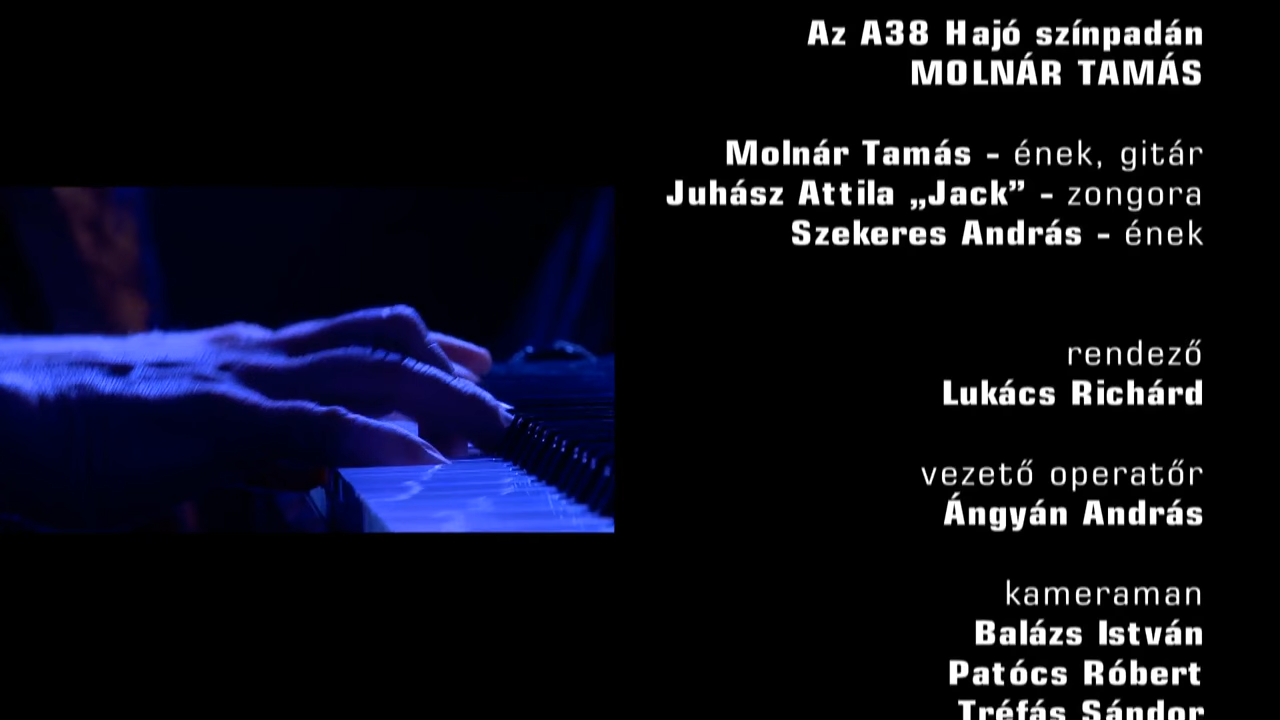 Az A38 Hajó színpadán
MOLNÁR TAMÁS
Molnár Tamás - ének, gitár
Juhász Attila „Jack” - zongora
Szekeres András - ének
rendező
Lukács Richárd
vezető operatőr
Ángyán András
kameraman
Balázs István
Patócs Róbert
Tréfás Sándor